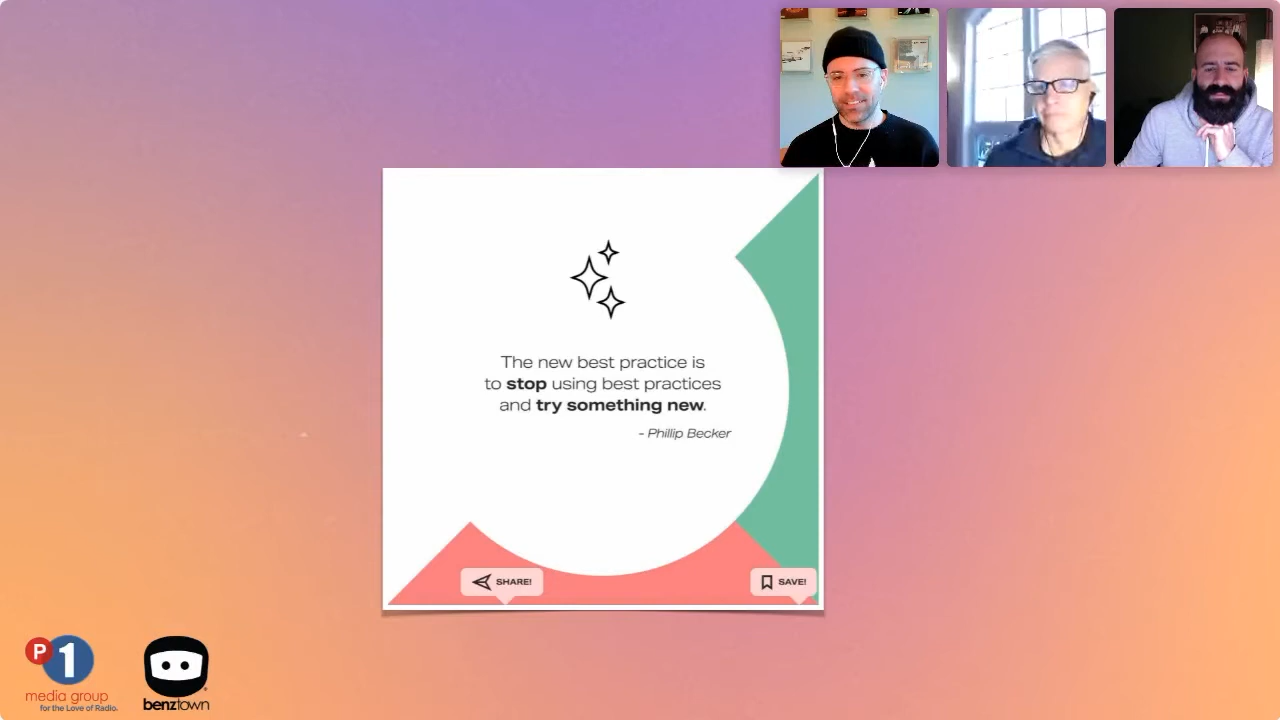 The new best practice is
to stop using best practices
and try something new.
- Phillip Becker
SHARE!
SAVE!
P1
media group
for the Love of Radio.
benztown